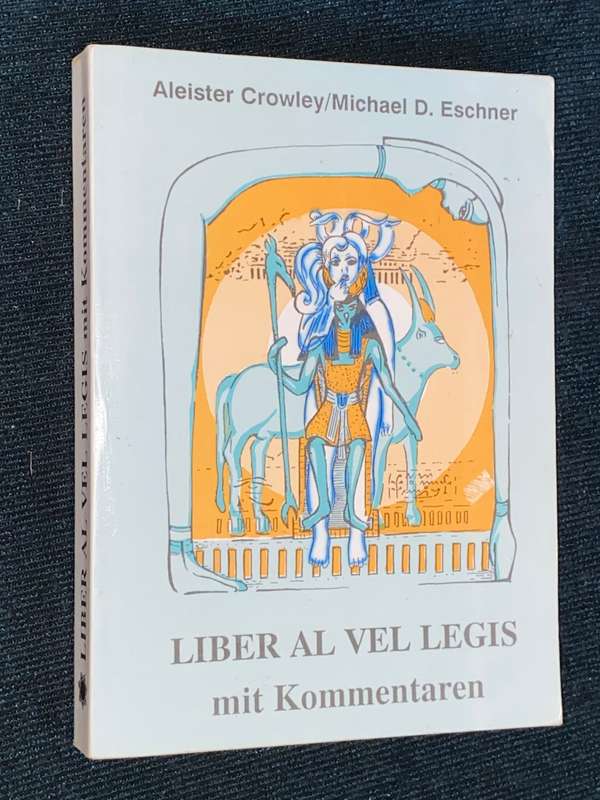 Aleister Crowley/Michael D. Eschner
LIBER AL VEL LEGIS
mit Kommentaren
LIBER AL VEL LEGIS mit Kommentaren